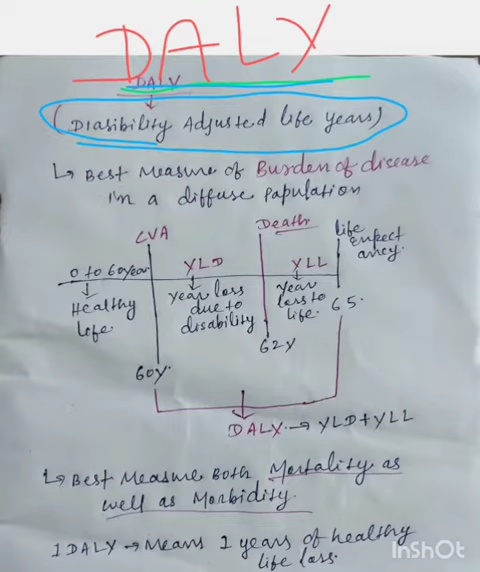 DALY
DALY
(Diasibility Adjusted life years)
↳ Best Measure of Burden of disease
in a diffuse Papulation
CVA
Death
life
Enpect
ancy.
0 to 60year
YLD
YLL
Healthy
life.
year loss
due to
disability
year
loss to
life.
65.
62y
60y.
DALY → YLD+YLL
↳ Best Measure Both Mortality as
well as Morbidity.
1 DALY → Means 1 years of healthy
life loss.
InShOt